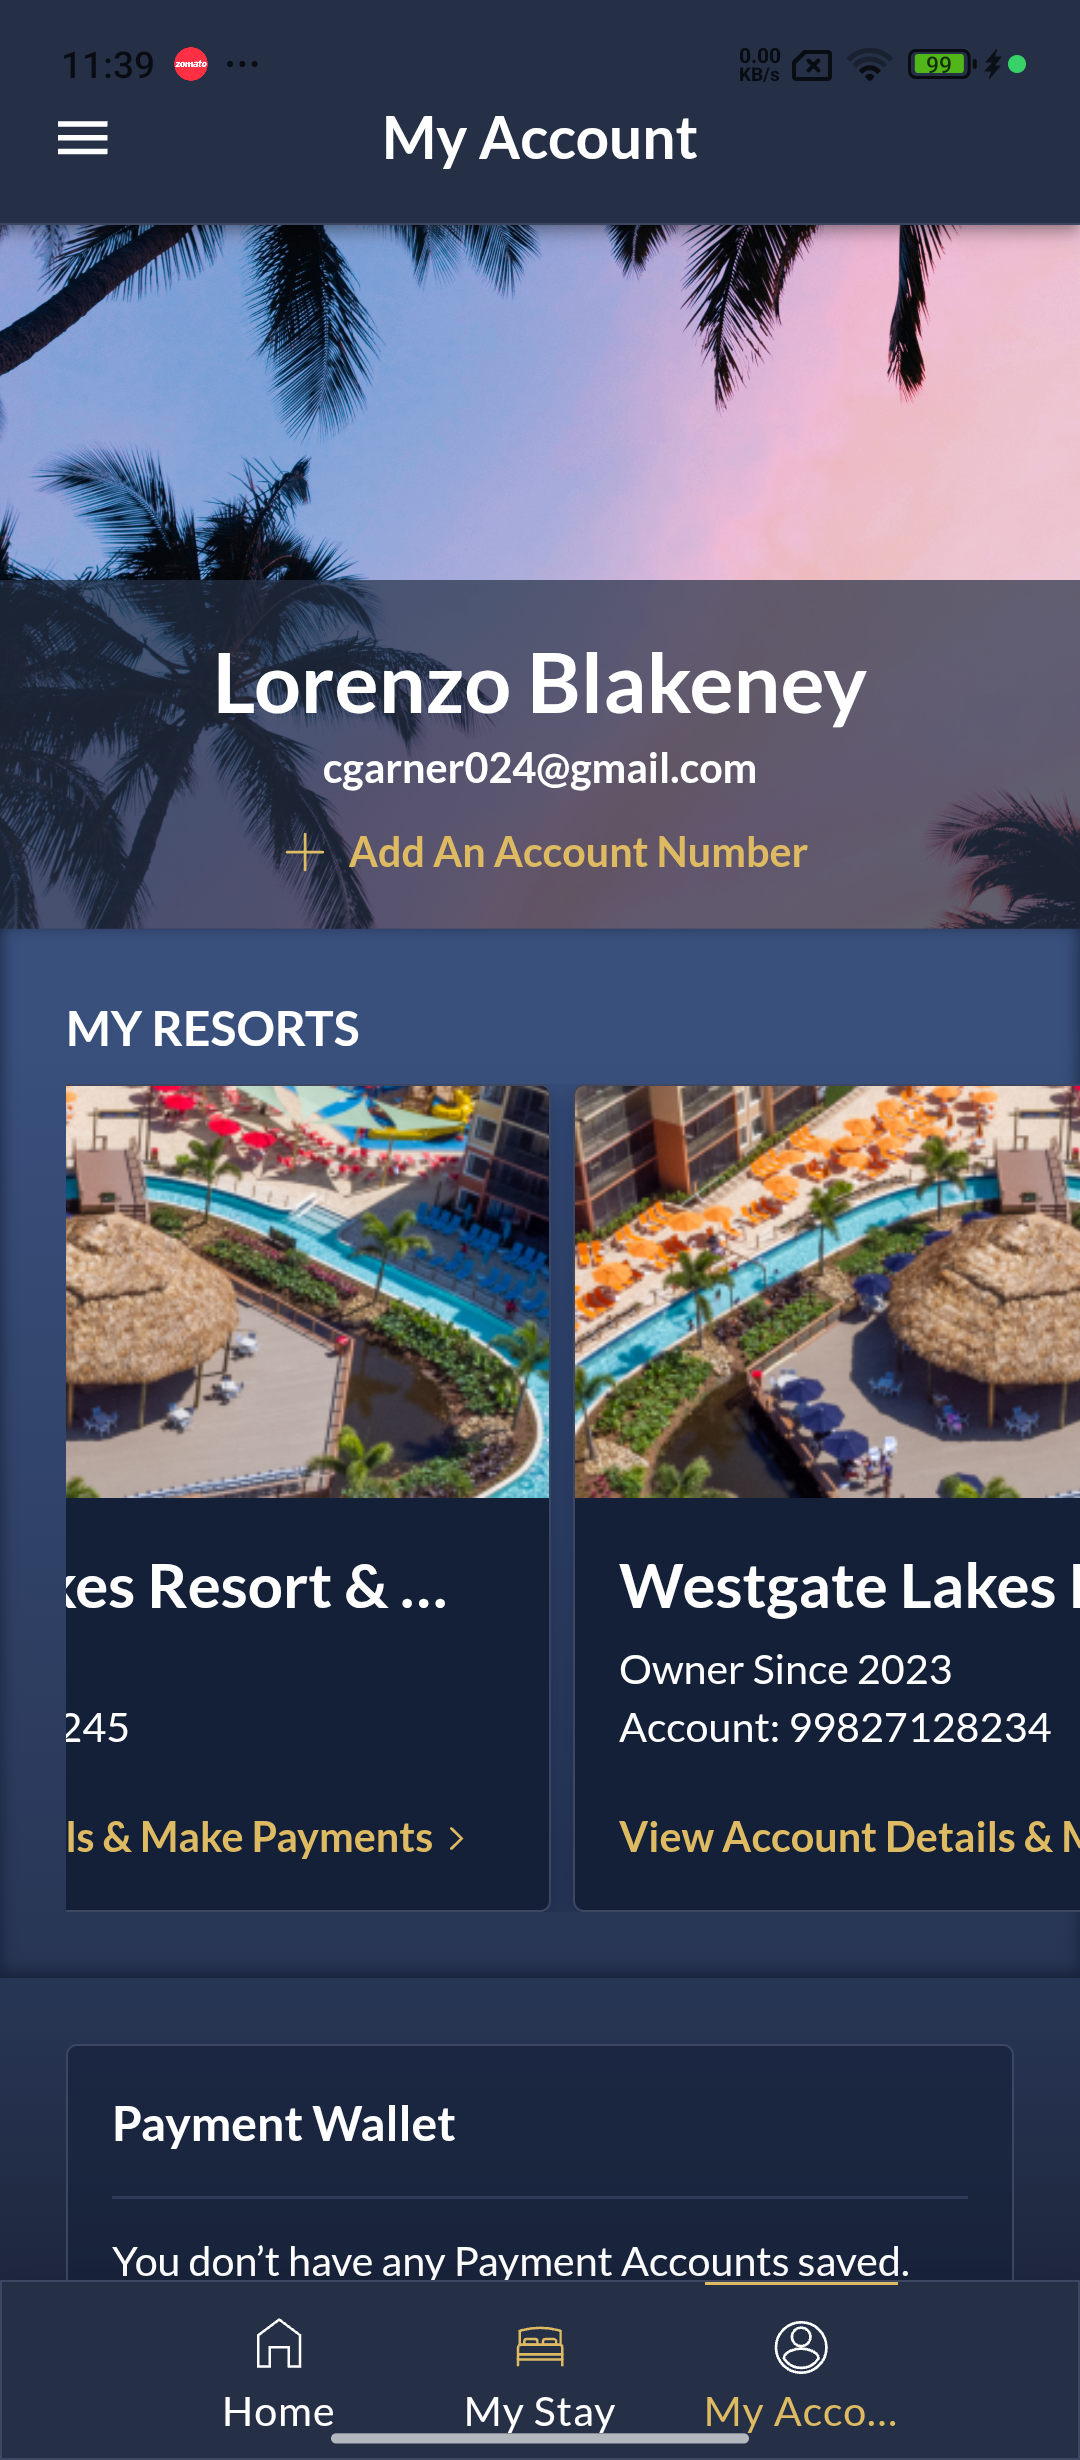 11:39 zomato ...
0.00
KB/s
99
My Account
Lorenzo Blakeney
cgarner024@gmail.com
Add An Account Number
MY RESORTS
kes Resort & ...
245
ls & Make Payments
Westgate Lakes
Owner Since 2023
Account: 99827128234
View Account Details &
Payment Wallet
You don’t have any Payment Accounts saved.
Home
My Stay
My Acco...